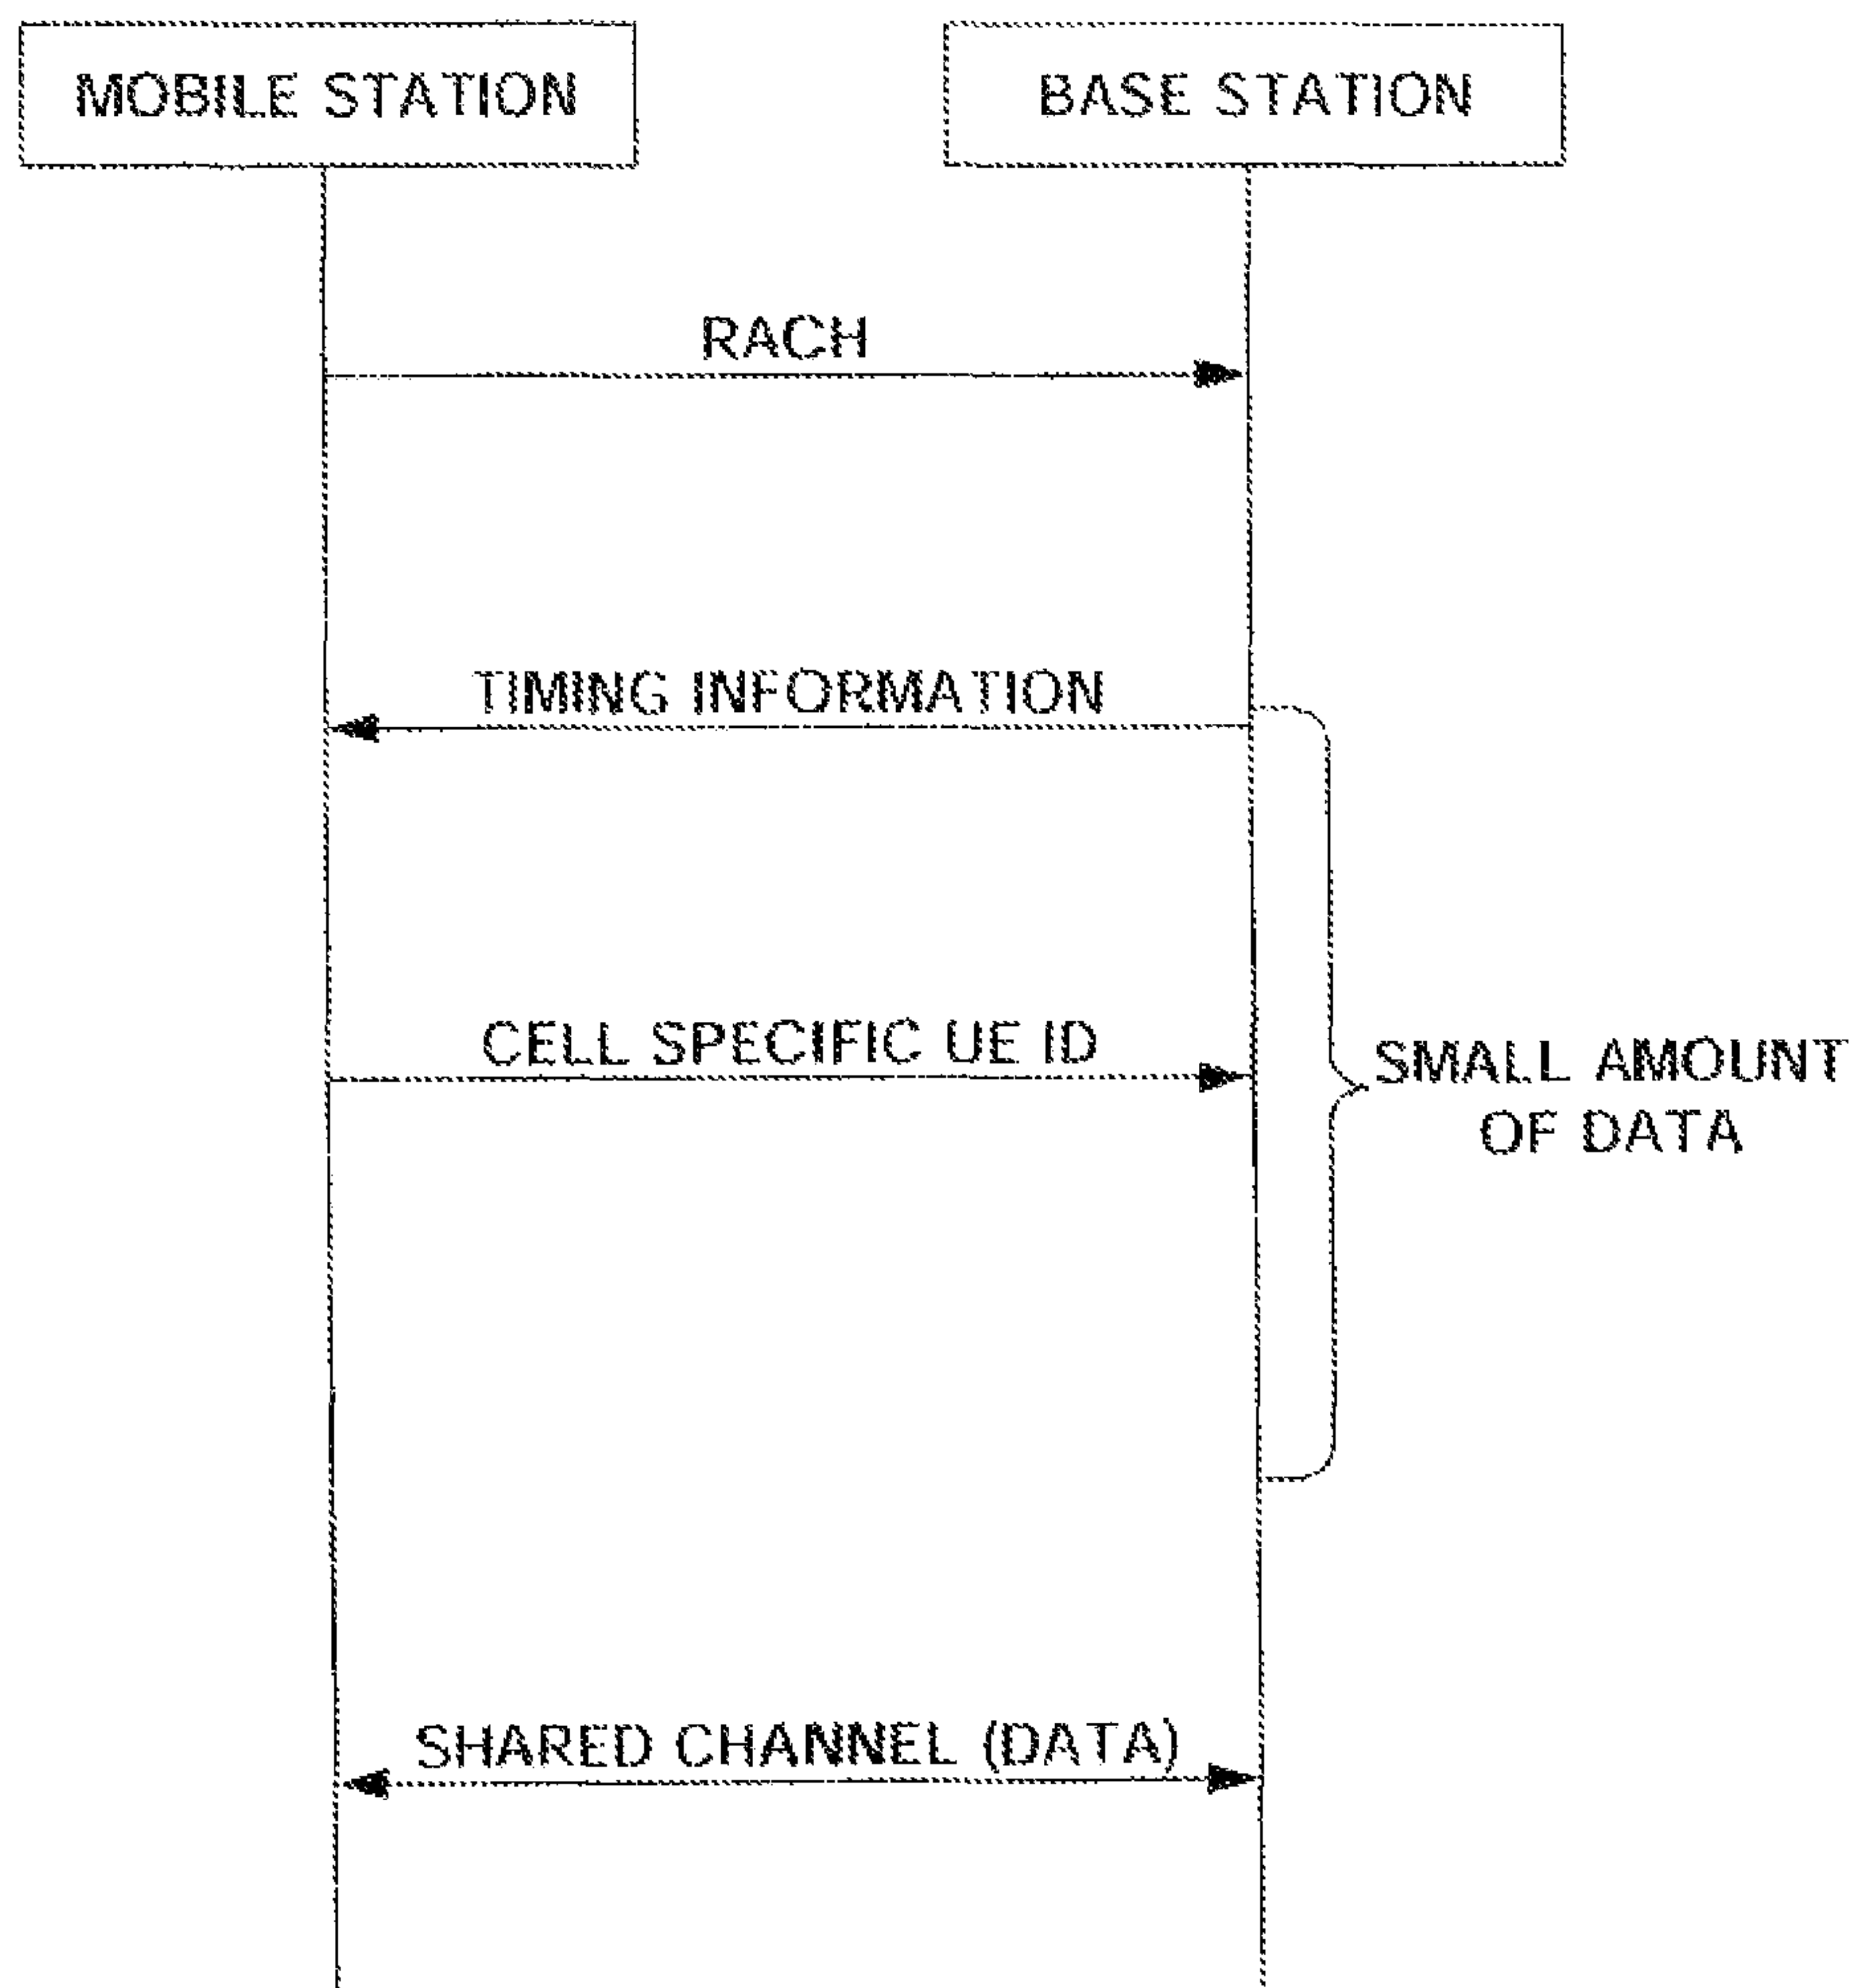 MOBILE STATION
BASE STATION
RACH
TIMING INFORMATION
CELL SPECIFIC UE ID
SMALL AMOUNT
OF DATA
SHARED CHANNEL (DATA)